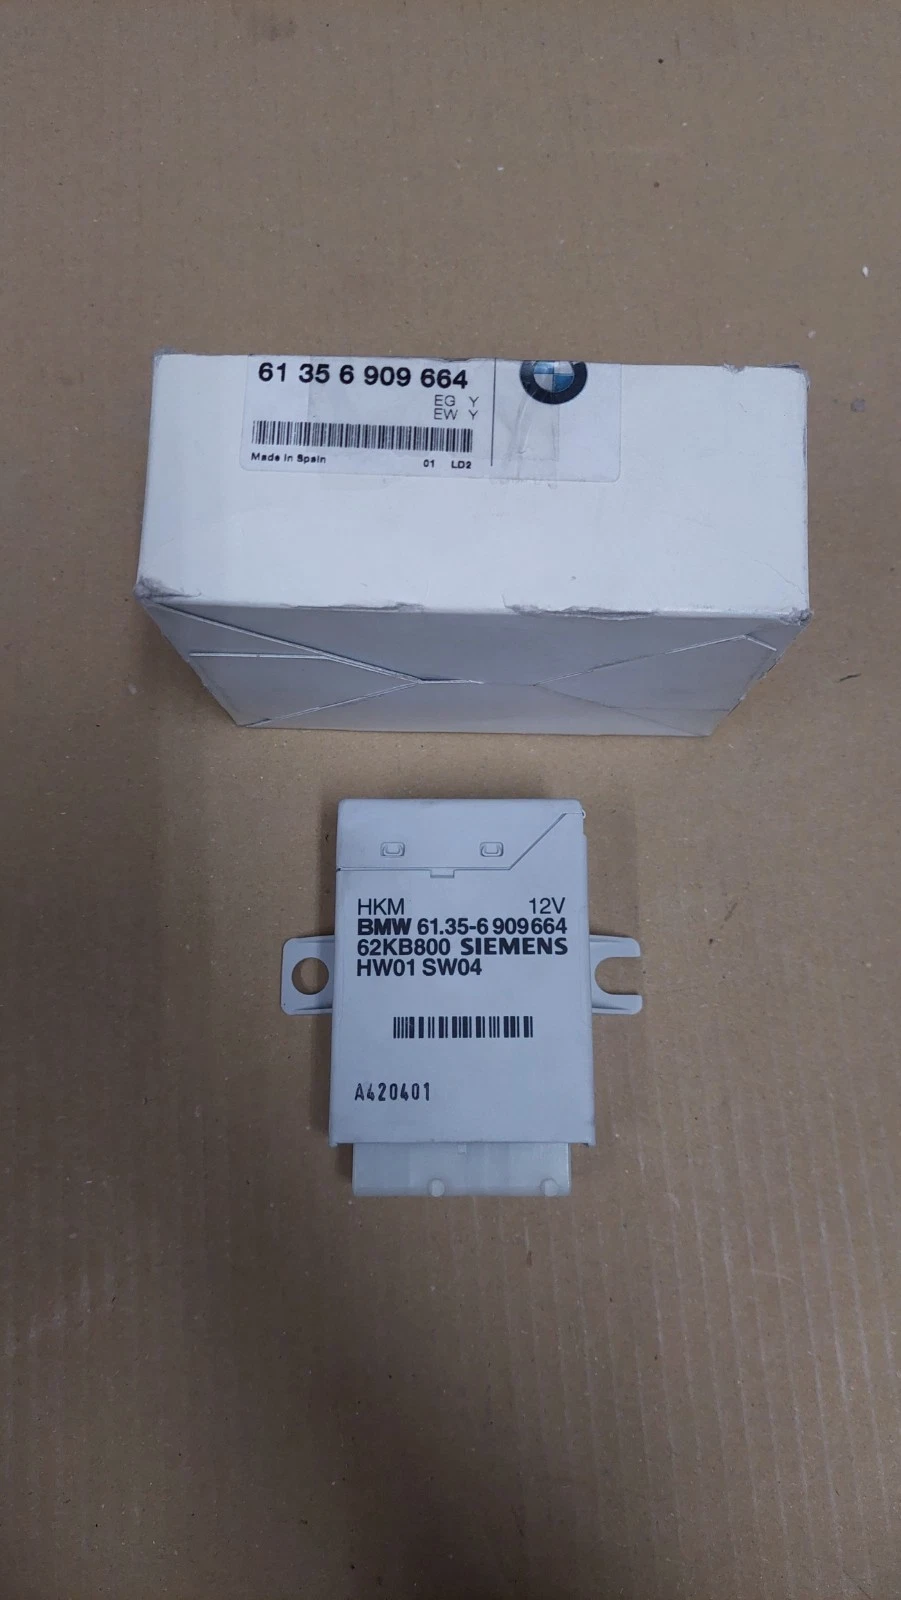 61 35 6 909 664
EG Y
EW Y
Made in Spain 01 LD2
HKM 12V
BMW 61.35-6 909 664
62KB800 SIEMENS
HW01 SW04
A420401